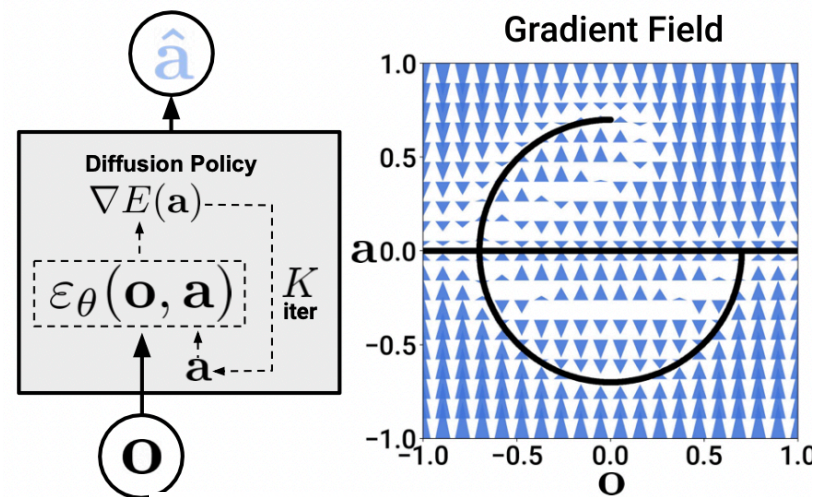 â
Diffusion Policy
∇E(a)
ε_θ(o, a)
K
iter
a
o
Gradient Field
1.0
0.5
a 0.0
−0.5
−1.0
−1.0 −0.5 0.0 0.5 1.0
o